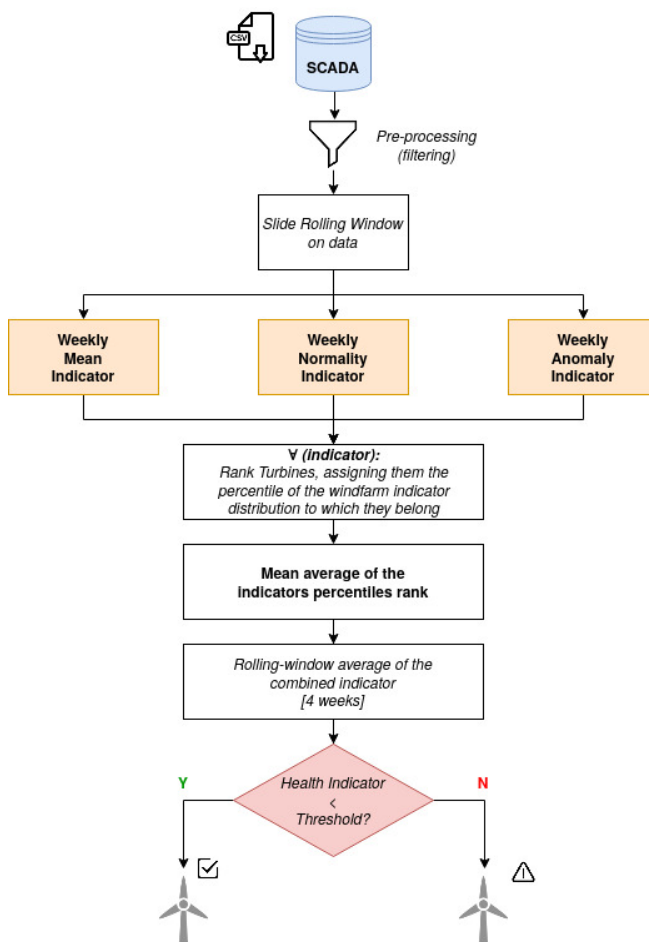 CSV
SCADA
Pre-processing
(filtering)
Slide Rolling Window
on data
Weekly
Mean
Indicator
Weekly
Normality
Indicator
Weekly
Anomaly
Indicator
∀ (indicator):
Rank Turbines, assigning them the
percentile of the windfarm indicator
distribution to which they belong
Mean average of the
indicators percentiles rank
Rolling-window average of the
combined indicator
[4 weeks]
Y
Health Indicator
<
Threshold?
N